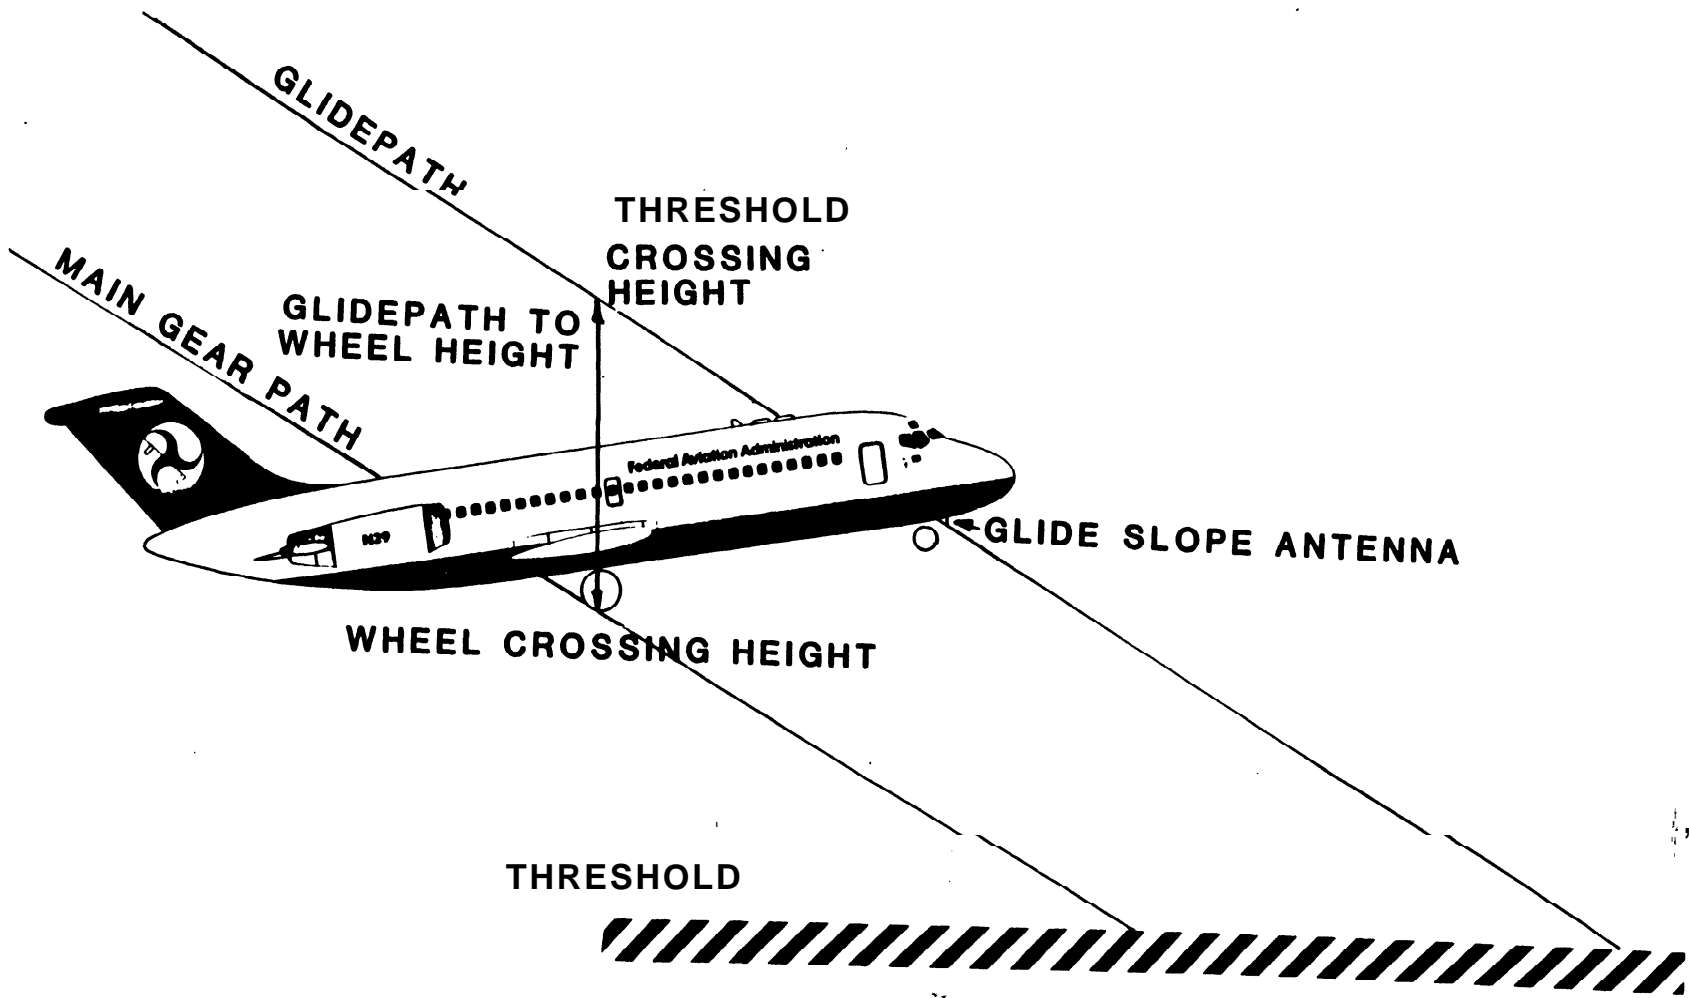 GLIDEPATH
THRESHOLD
CROSSING
HEIGHT
MAIN GEAR PATH
GLIDEPATH TO
WHEEL HEIGHT
Federal Aviation Administration
N29
GLIDE SLOPE ANTENNA
WHEEL CROSSING HEIGHT
THRESHOLD